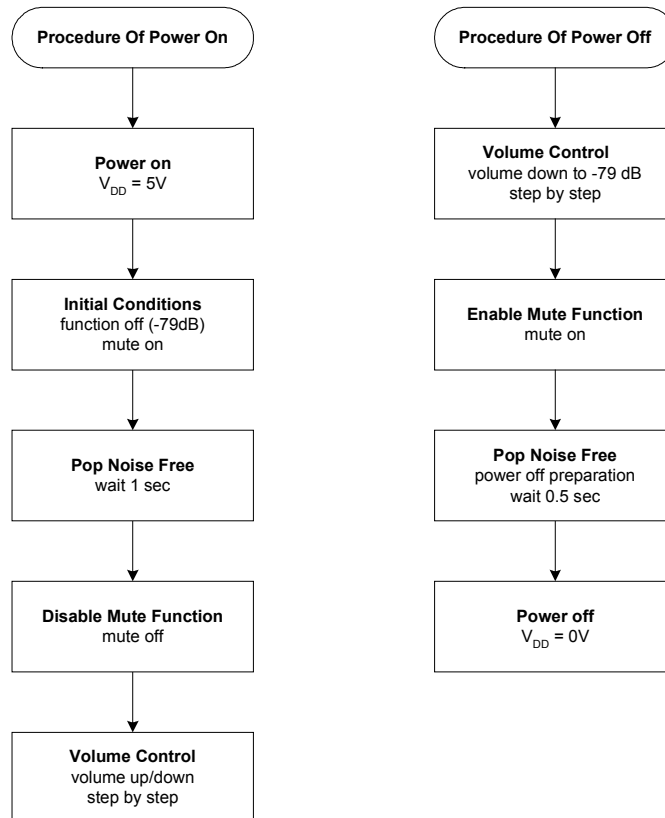 Procedure Of Power On
Power on
V_DD = 5V
Initial Conditions
function off (-79dB)
mute on
Pop Noise Free
wait 1 sec
Disable Mute Function
mute off
Volume Control
volume up/down
step by step
Procedure Of Power Off
Volume Control
volume down to -79 dB
step by step
Enable Mute Function
mute on
Pop Noise Free
power off preparation
wait 0.5 sec
Power off
V_DD = 0V